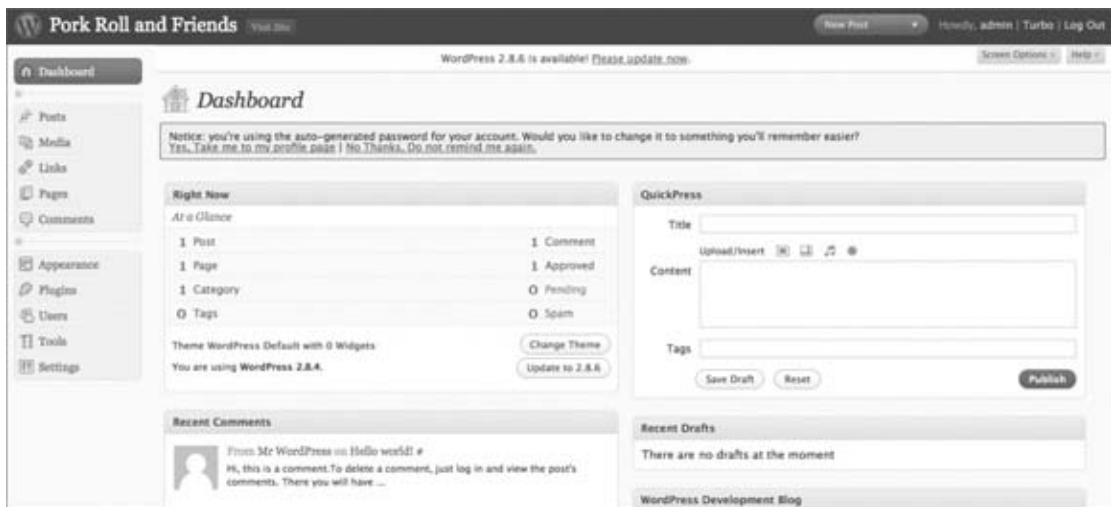 Pork Roll and Friends Visit Site New Post Howdy, admin | Turbo | Log Out
WordPress 2.8.6 is available! Please update now. Screen Options Help
Dashboard
Posts
Media
Links
Pages
Comments
Appearance
Plugins
Users
Tools
Settings
Dashboard
Notice: you're using the auto-generated password for your account. Would you like to change it to something you'll remember easier?
Yes, Take me to my profile page | No Thanks, Do not remind me again.
Right Now
At a Glance
1 Post 1 Comment
1 Page 1 Approved
1 Category 0 Pending
0 Tags 0 Spam
Theme WordPress Default with 0 Widgets Change Theme
You are using WordPress 2.8.4. Update to 2.8.6
Recent Comments
From Mr WordPress on Hello world! #
Hi, this is a comment.To delete a comment, just log in and view the post's
comments. There you will have ...
QuickPress
Title
Upload/Insert
Content
Tags
Save Draft Reset Publish
Recent Drafts
There are no drafts at the moment
WordPress Development Blog